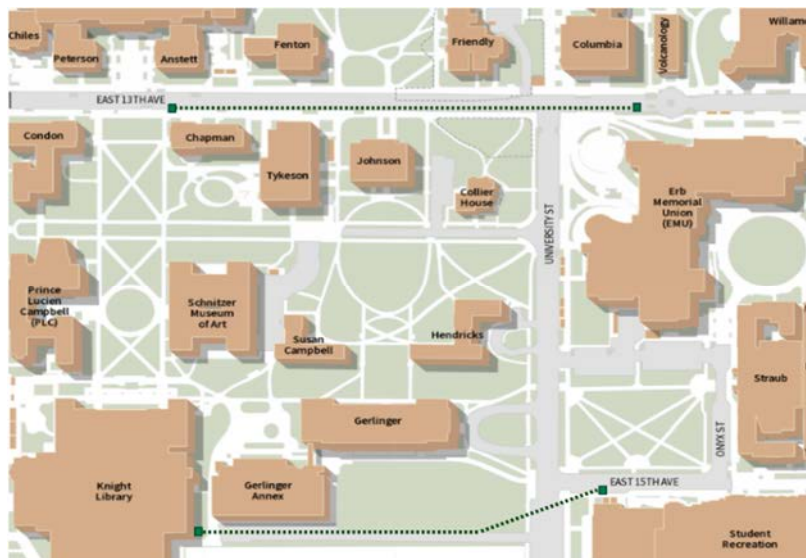 Chiles
Peterson
Anstett
Fenton
Friendly
Columbia
Volcanology
Willame
EAST 13TH AVE
Condon
Chapman
Tykeson
Johnson
Collier
House
UNIVERSITY ST
Erb
Memorial
Union
(EMU)
Prince
Lucien
Campbell
(PLC)
Schnitzer
Museum
of Art
Susan
Campbell
Hendricks
Straub
Gerlinger
ONYX ST
Knight
Library
Gerlinger
Annex
EAST 15TH AVE
Student
Recreation